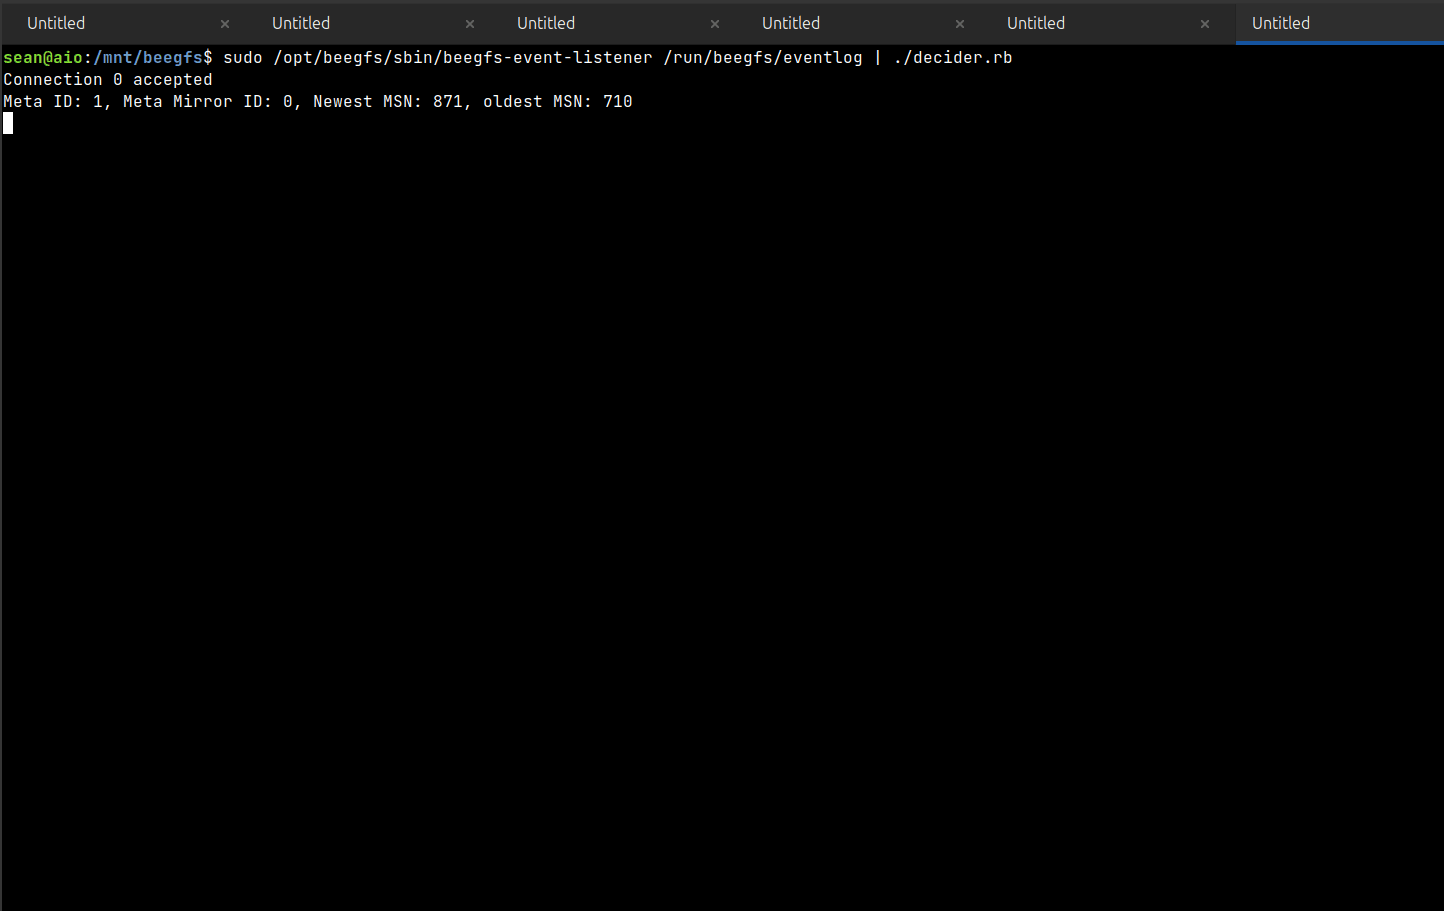 Untitled × Untitled × Untitled × Untitled × Untitled × Untitled
sean@aio:/mnt/beegfs$ sudo /opt/beegfs/sbin/beegfs-event-listener /run/beegfs/eventlog | ./decider.rb
Connection 0 accepted
Meta ID: 1, Meta Mirror ID: 0, Newest MSN: 871, oldest MSN: 710